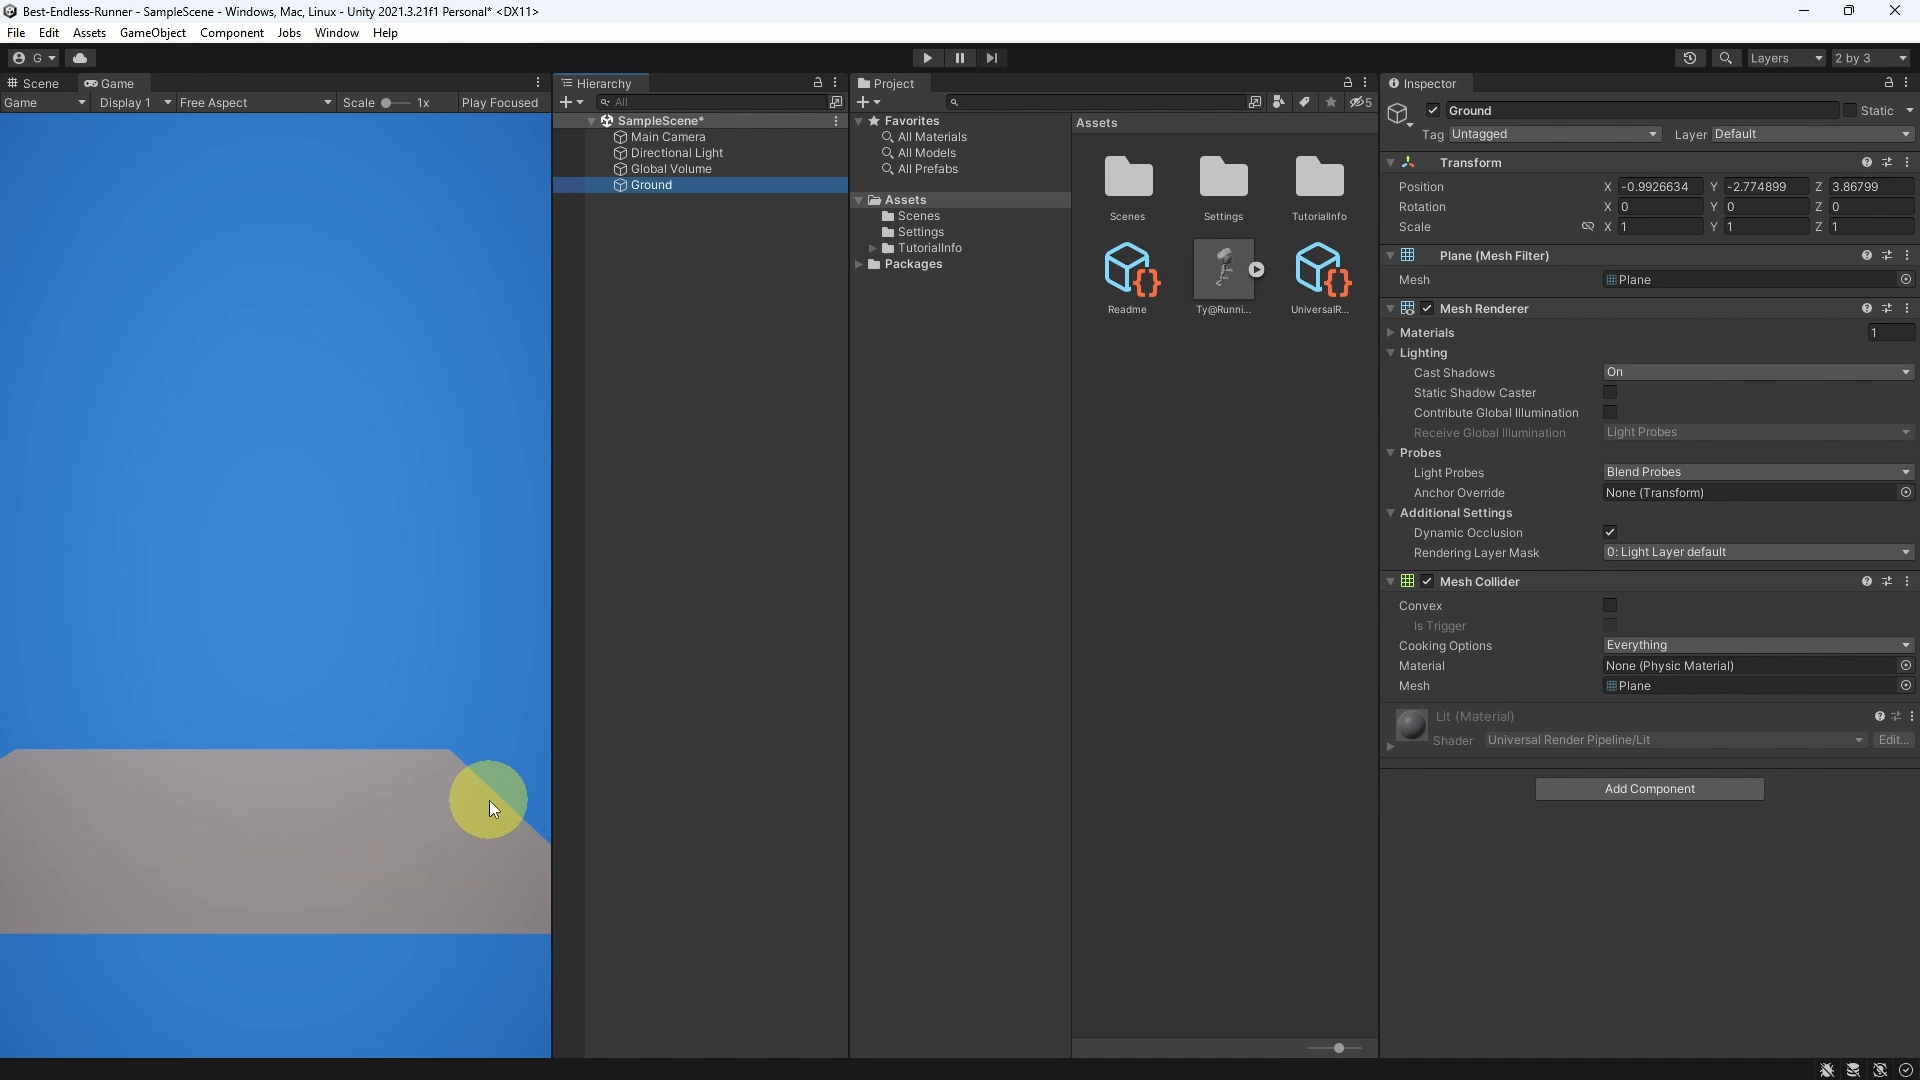 Best-Endless-Runner - SampleScene - Windows, Mac, Linux - Unity 2021.3.21f1 Personal* <DX11>
File Edit Assets GameObject Component Jobs Window Help
G Layers 2 by 3
Scene Game
Game Display 1 Free Aspect Scale 1x Play Focused
Hierarchy
All
SampleScene*
Main Camera
Directional Light
Global Volume
Ground
Project
5
Favorites
All Materials
All Models
All Prefabs
Assets
Scenes
Settings
TutorialInfo
Packages
Assets
Scenes Settings TutorialInfo
Readme Ty@Runni... UniversalR...
Inspector
Ground Static
Tag Untagged Layer Default
Transform
Position X -0.9926634 Y -2.774899 Z 3.86799
Rotation X 0 Y 0 Z 0
Scale X 1 Y 1 Z 1
Plane (Mesh Filter)
Mesh Plane
Mesh Renderer
Materials 1
Lighting
Cast Shadows On
Static Shadow Caster
Contribute Global Illumination
Receive Global Illumination Light Probes
Probes
Light Probes Blend Probes
Anchor Override None (Transform)
Additional Settings
Dynamic Occlusion
Rendering Layer Mask 0: Light Layer default
Mesh Collider
Convex
Is Trigger
Cooking Options Everything
Material None (Physic Material)
Mesh Plane
Lit (Material)
Shader Universal Render Pipeline/Lit Edit...
Add Component